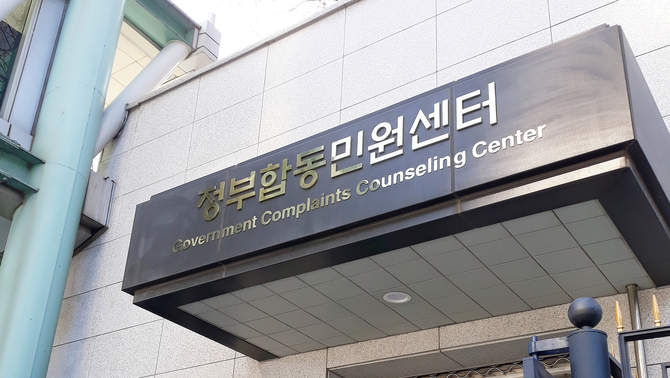 정부합동민원센터
Government Complaints Counseling Center